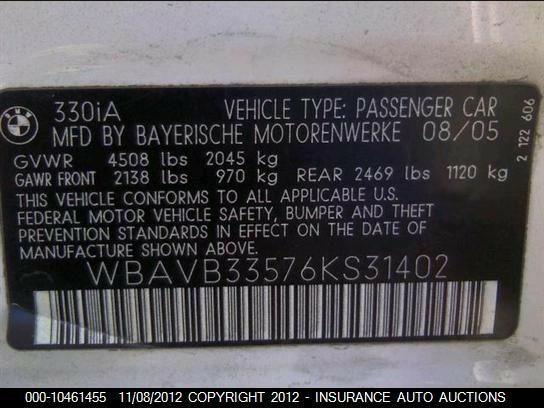 BMW
330iA VEHICLE TYPE: PASSENGER CAR
MFD BY BAYERISCHE MOTORENWERKE 08/05
GVWR 4508 lbs 2045 kg
GAWR FRONT 2138 lbs 970 kg REAR 2469 lbs 1120 kg
THIS VEHICLE CONFORMS TO ALL APPLICABLE U.S.
FEDERAL MOTOR VEHICLE SAFETY, BUMPER AND THEFT
PREVENTION STANDARDS IN EFFECT ON THE DATE OF
MANUFACTURE SHOWN ABOVE.
WBAVB33576KS31402
2 122 606
000-10461455 11/08/2012 COPYRIGHT 2012 - INSURANCE AUTO AUCTIONS